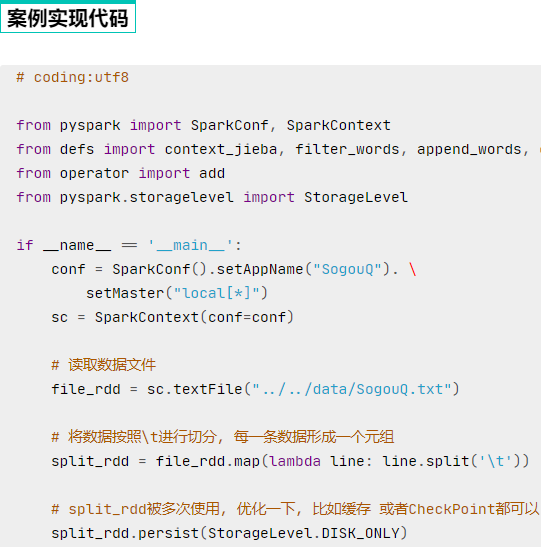 案例实现代码
# coding:utf8
from pyspark import SparkConf, SparkContext
from defs import context_jieba, filter_words, append_words,
from operator import add
from pyspark.storagelevel import StorageLevel
if __name__ == '__main__':
conf = SparkConf().setAppName("SogouQ"). \
setMaster("local[*]")
sc = SparkContext(conf=conf)
# 读取数据文件
file_rdd = sc.textFile("../../data/SogouQ.txt")
# 将数据按照\t进行切分, 每一条数据形成一个元组
split_rdd = file_rdd.map(lambda line: line.split('\t'))
# split_rdd被多次使用, 优化一下, 比如缓存 或者CheckPoint都可以
split_rdd.persist(StorageLevel.DISK_ONLY)